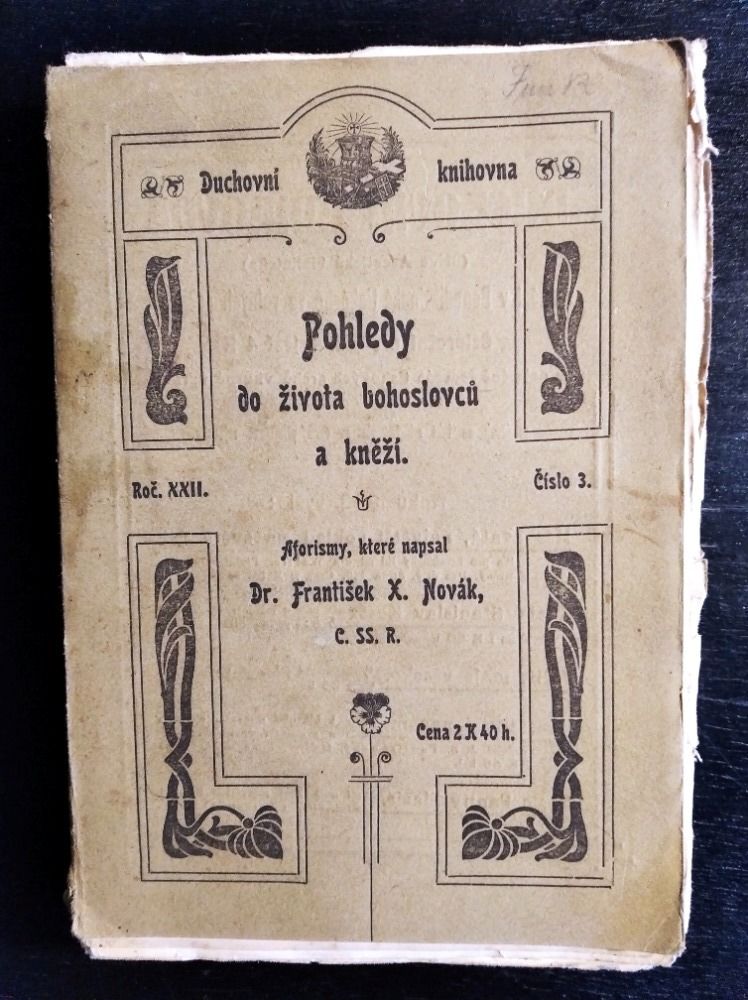 Duchovní knihovna
Pohledy
do života bohoslovců
a kněží.
Roč. XXII. Číslo 3.
Aforismy, které napsal
Dr. František X. Novák,
C. SS. R.
Cena 2 K 40 h.